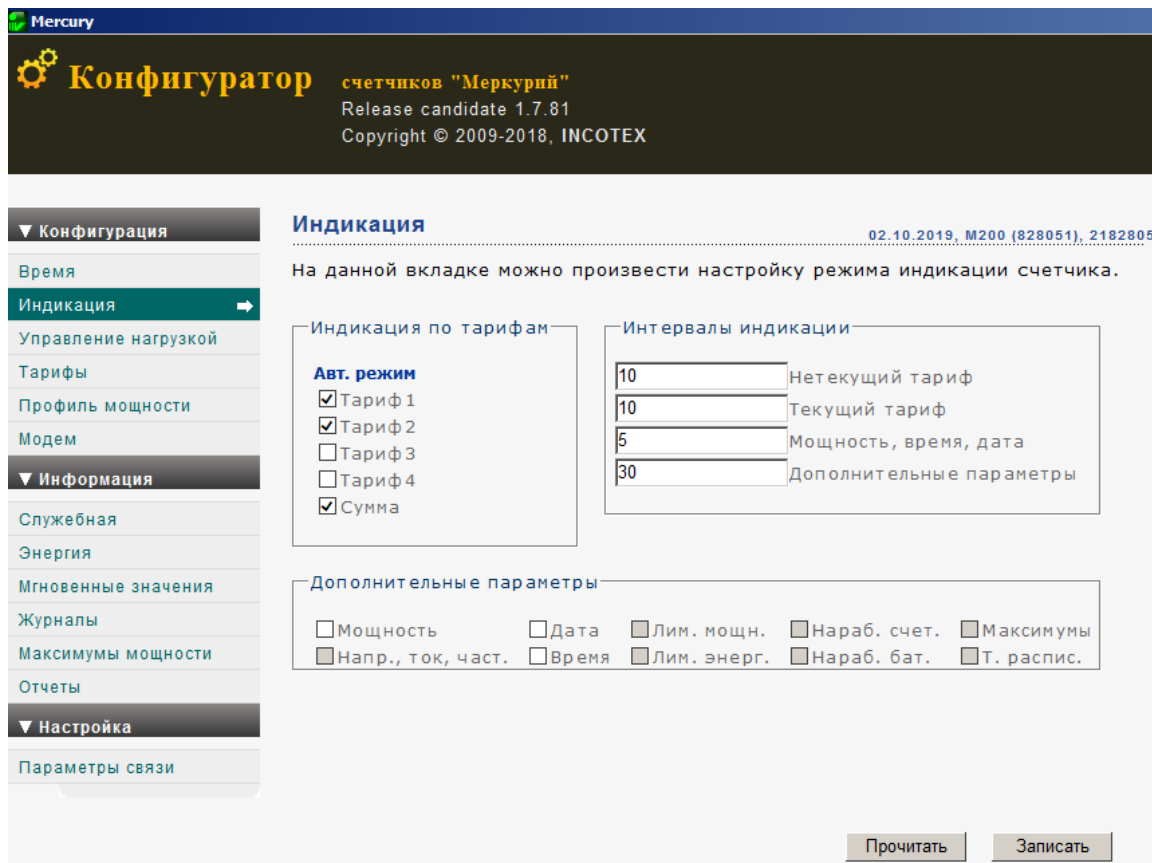 Mercury
Конфигуратор счетчиков "Меркурий"
Release candidate 1.7.81
Copyright © 2009-2018, INCOTEX
▼ Конфигурация
Время
Индикация
Управление нагрузкой
Тарифы
Профиль мощности
Модем
▼ Информация
Служебная
Энергия
Мгновенные значения
Журналы
Максимумы мощности
Отчеты
▼ Настройка
Параметры связи
Индикация
02.10.2019, M200 (828051), 2182805
На данной вкладке можно произвести настройку режима индикации счетчика.
Индикация по тарифам
Авт. режим
Тариф 1
Тариф 2
Тариф 3
Тариф 4
Сумма
Интервалы индикации
10 Нетекущий тариф
10 Текущий тариф
5 Мощность, время, дата
30 Дополнительные параметры
Дополнительные параметры
Мощность Дата Лим. мощн. Нараб. счет. Максимумы
Напр., ток, част. Время Лим. энерг. Нараб. бат. Т. распис.
Прочитать Записать